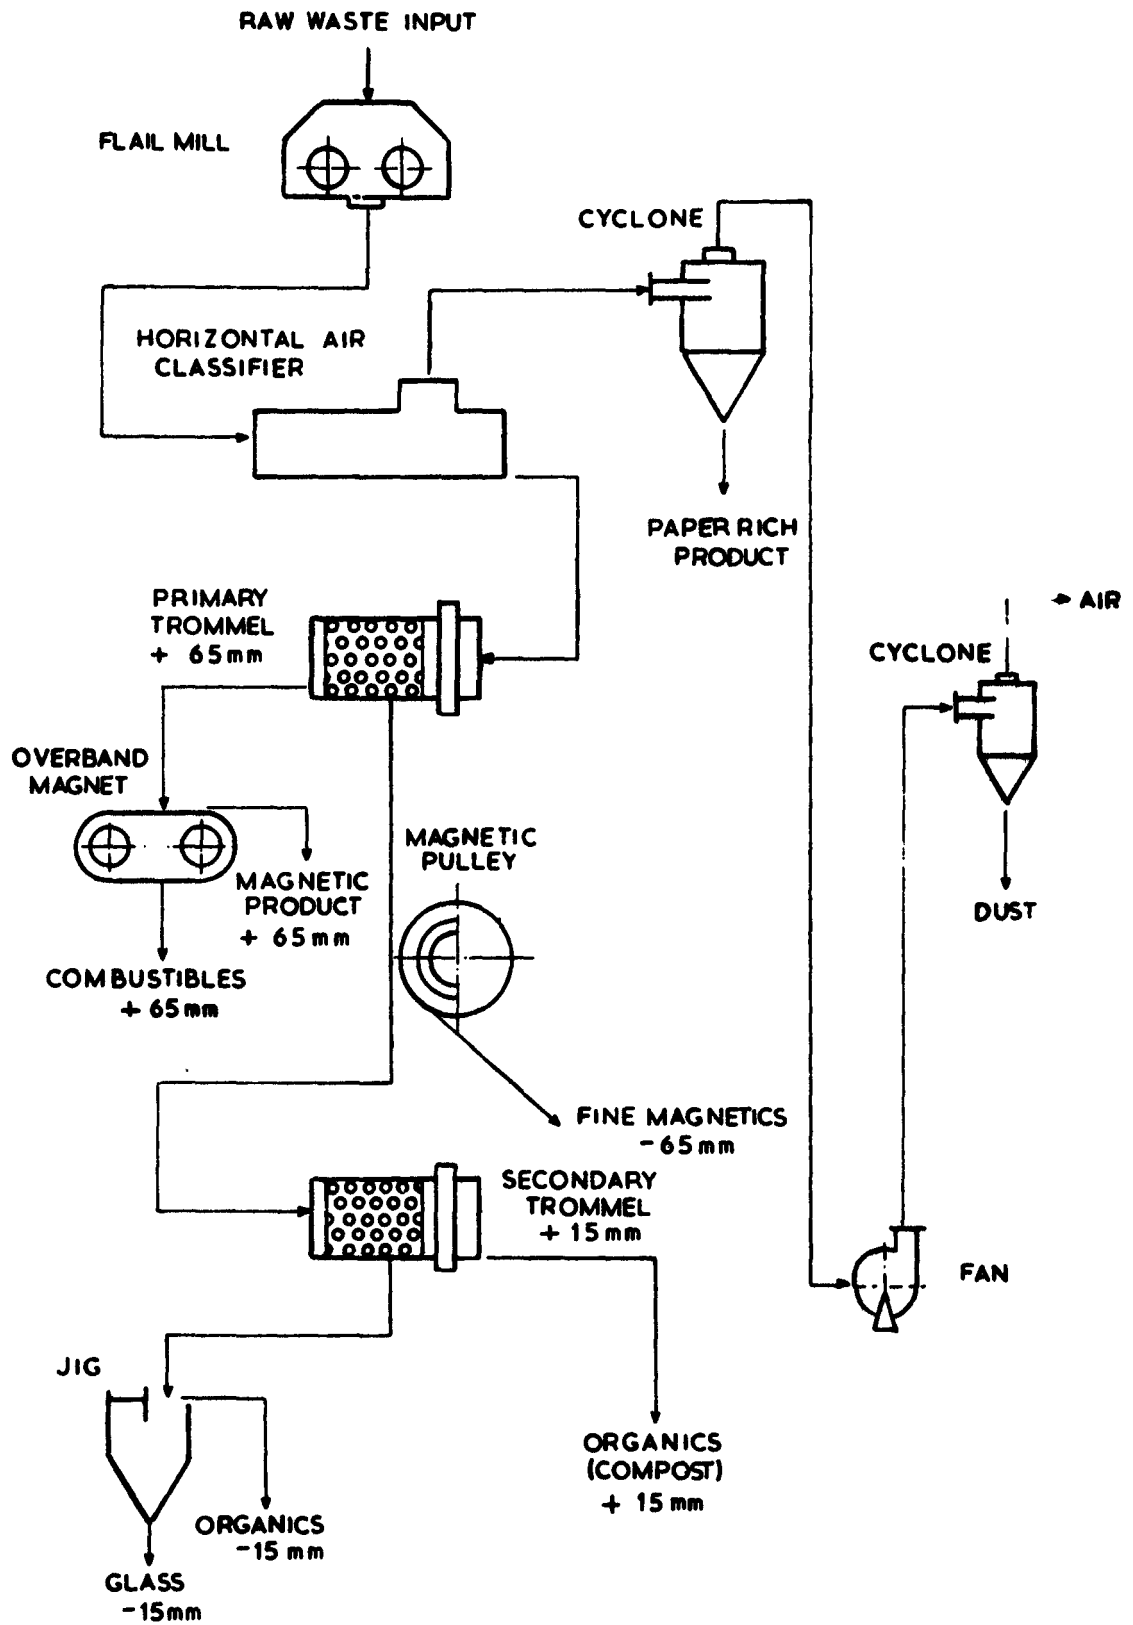 RAW WASTE INPUT
FLAIL MILL
CYCLONE
HORIZONTAL AIR
CLASSIFIER
PAPER RICH
PRODUCT
PRIMARY
TROMMEL
+ 65mm
AIR
CYCLONE
OVERBAND
MAGNET
MAGNETIC
PULLEY
MAGNETIC
PRODUCT
+ 65mm
DUST
COMBUSTIBLES
+ 65mm
FINE MAGNETICS
-65mm
SECONDARY
TROMMEL
+ 15mm
FAN
JIG
ORGANICS
(COMPOST)
+ 15mm
ORGANICS
-15mm
GLASS
-15mm